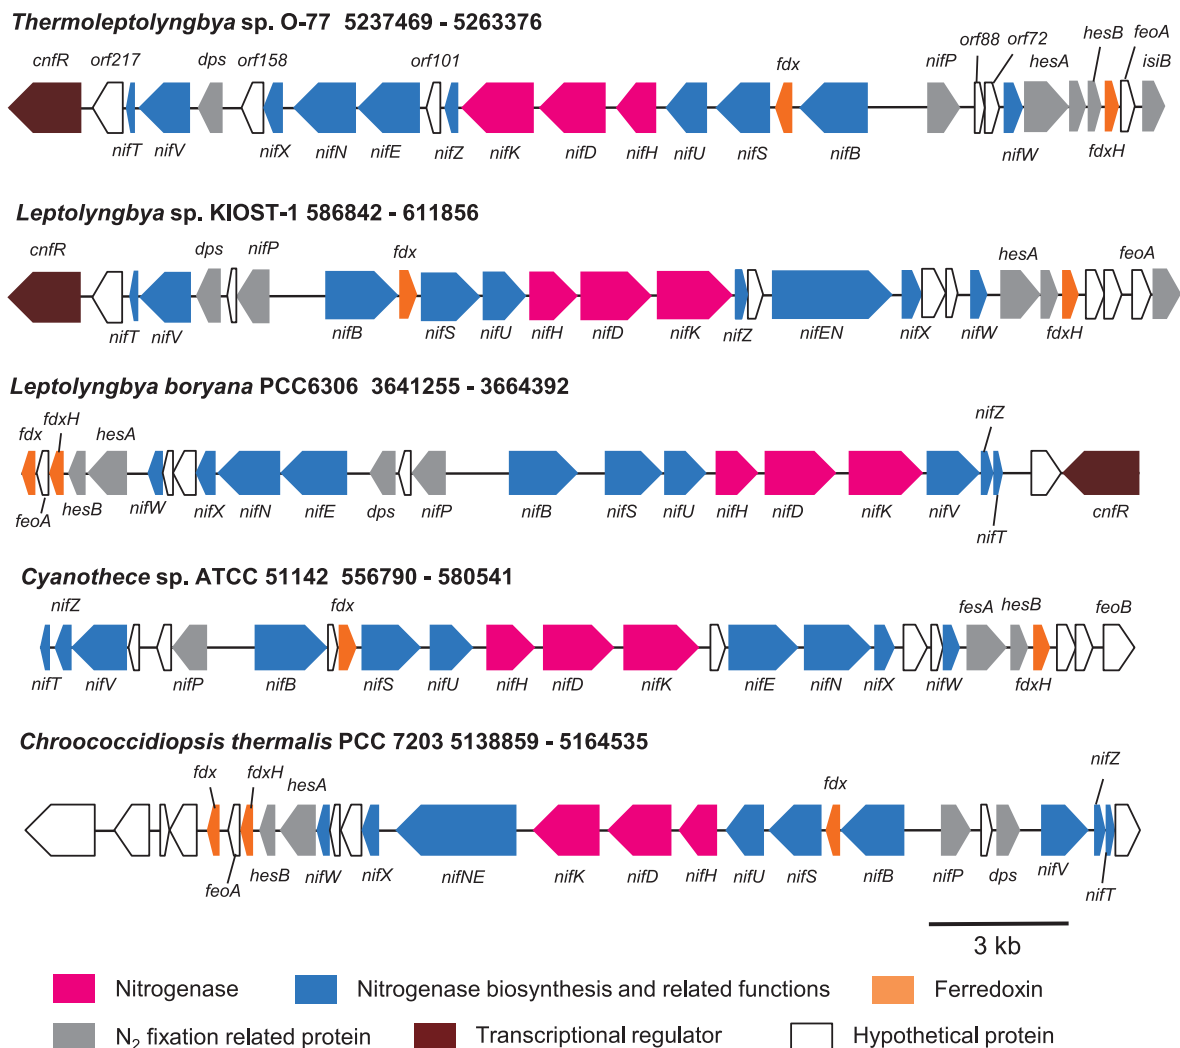 Thermoleptolyngbya sp. O-77 5237469 - 5263376
cnfR orf217 dps orf158 orf101 fdx nifP orf88 orf72 hesA hesB feoA isiB
nifT nifV nifX nifN nifE nifZ nifK nifD nifH nifU nifS nifB nifW fdxH
Leptolyngbya sp. KIOST-1 586842 - 611856
cnfR dps nifP fdx hesA feoA
nifT nifV nifB nifS nifU nifH nifD nifK nifZ nifEN nifX nifW fdxH
Leptolyngbya boryana PCC6306 3641255 - 3664392
fdx fdxH hesA nifZ
feoA hesB nifW nifX nifN nifE dps nifP nifB nifS nifU nifH nifD nifK nifV nifT cnfR
Cyanothece sp. ATCC 51142 556790 - 580541
nifZ fdx fesA hesB feoB
nifT nifV nifP nifB nifS nifU nifH nifD nifK nifE nifN nifX nifW fdxH
Chroococcidiopsis thermalis PCC 7203 5138859 - 5164535
fdx fdxH hesA fdx nifZ
feoA hesB nifW nifX nifNE nifK nifD nifH nifU nifS nifB nifP dps nifV nifT
3 kb
Nitrogenase Nitrogenase biosynthesis and related functions Ferredoxin
N₂ fixation related protein Transcriptional regulator Hypothetical protein